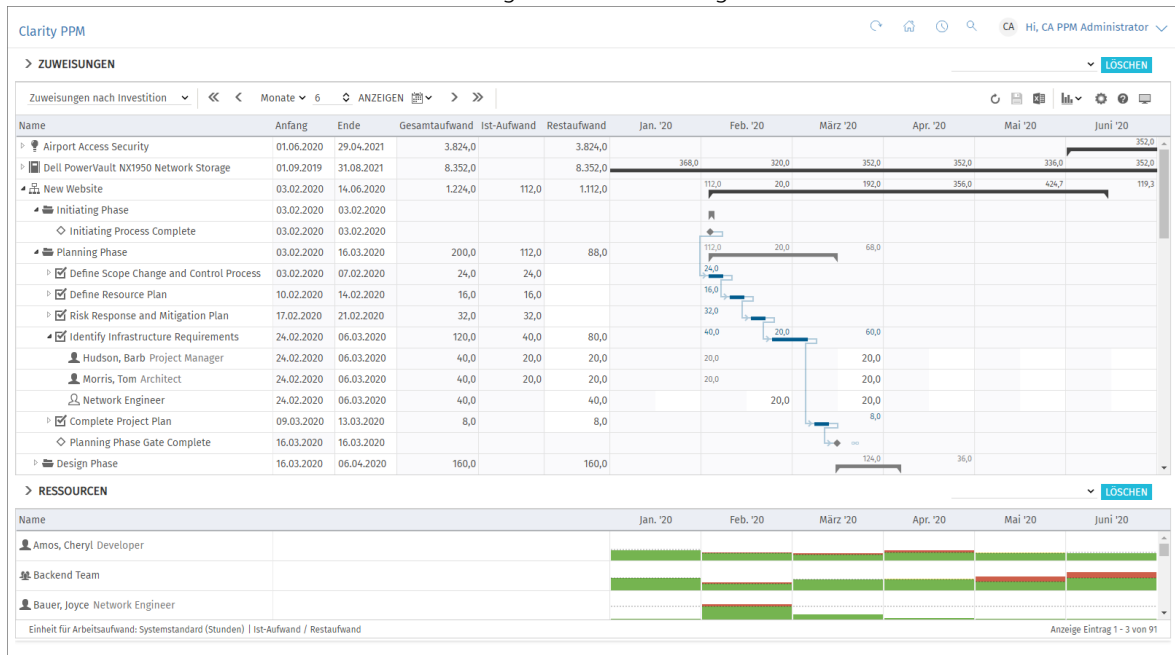 Clarity PPM CA Hi, CA PPM Administrator
ZUWEISUNGEN LÖSCHEN
Zuweisungen nach Investition Monate 6 ANZEIGEN
Name Anfang Ende Gesamtaufwand Ist-Aufwand Restaufwand Jan. '20 Feb. '20 März '20 Apr. '20 Mai '20 Juni '20
Airport Access Security 01.06.2020 29.04.2021 3.824,0 3.824,0 352,0
Dell PowerVault NX1950 Network Storage 01.09.2019 31.08.2021 8.352,0 8.352,0 368,0 320,0 352,0 352,0 336,0 352,0
New Website 03.02.2020 14.06.2020 1.224,0 112,0 1.112,0 112,0 20,0 192,0 356,0 424,7 119,3
Initiating Phase 03.02.2020 03.02.2020
Initiating Process Complete 03.02.2020 03.02.2020
Planning Phase 03.02.2020 16.03.2020 200,0 112,0 88,0 112,0 20,0 68,0
Define Scope Change and Control Process 03.02.2020 07.02.2020 24,0 24,0 24,0
Define Resource Plan 10.02.2020 14.02.2020 16,0 16,0 16,0
Risk Response and Mitigation Plan 17.02.2020 21.02.2020 32,0 32,0 32,0
Identify Infrastructure Requirements 24.02.2020 06.03.2020 120,0 40,0 80,0 40,0 20,0 60,0
Hudson, Barb Project Manager 24.02.2020 06.03.2020 40,0 20,0 20,0 20,0 20,0
Morris, Tom Architect 24.02.2020 06.03.2020 40,0 20,0 20,0 20,0 20,0
Network Engineer 24.02.2020 06.03.2020 40,0 40,0 20,0 20,0
Complete Project Plan 09.03.2020 13.03.2020 8,0 8,0 8,0
Planning Phase Gate Complete 16.03.2020 16.03.2020
Design Phase 16.03.2020 06.04.2020 160,0 160,0 124,0 36,0
RESSOURCEN LÖSCHEN
Name Jan. '20 Feb. '20 März '20 Apr. '20 Mai '20 Juni '20
Amos, Cheryl Developer
Backend Team
Bauer, Joyce Network Engineer
Einheit für Arbeitsaufwand: Systemstandard (Stunden) | Ist-Aufwand / Restaufwand Anzeige Eintrag 1 - 3 von 91